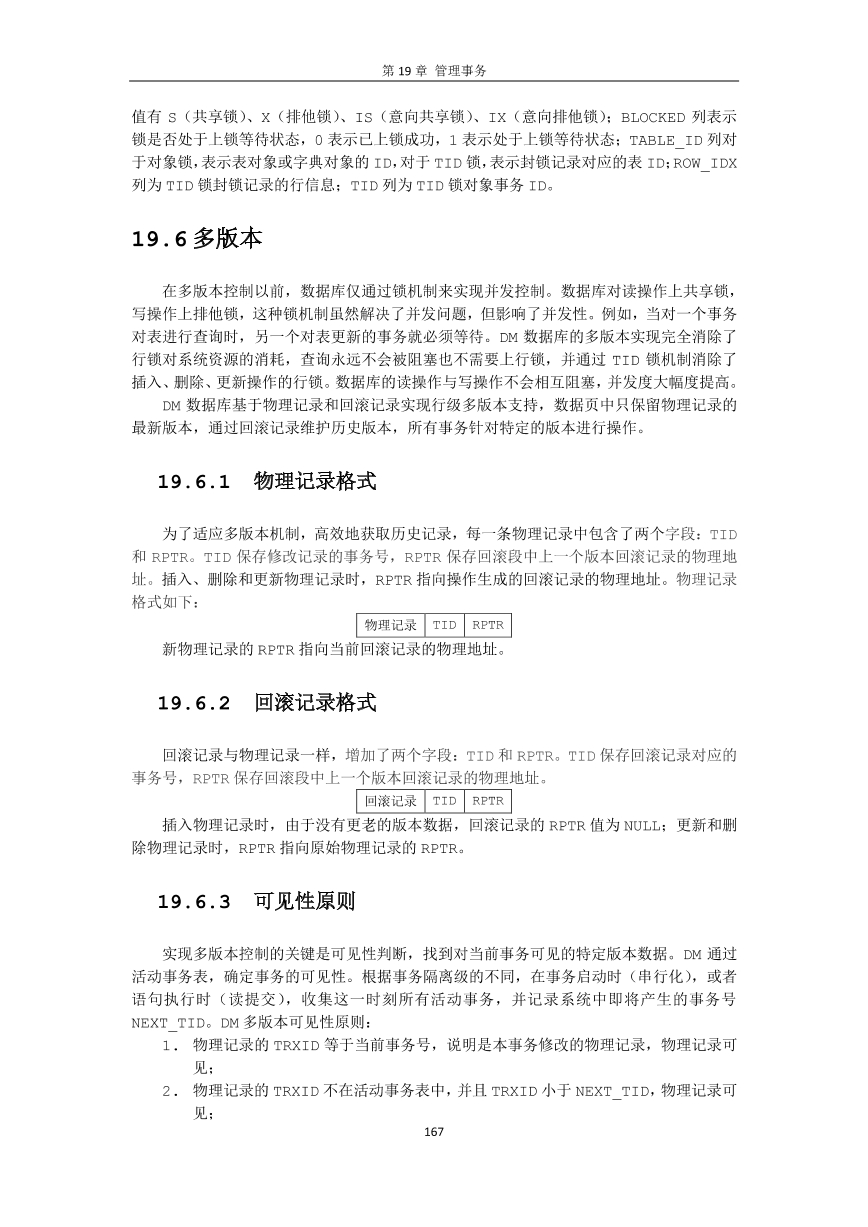 第 19 章 管理事务
值有 S（共享锁）、X（排他锁）、IS（意向共享锁）、IX（意向排他锁）；BLOCKED 列表示
锁是否处于上锁等待状态，0 表示已上锁成功，1 表示处于上锁等待状态；TABLE_ID 列对
于对象锁，表示表对象或字典对象的 ID，对于 TID 锁，表示封锁记录对应的表 ID；ROW_IDX
列为 TID 锁封锁记录的行信息；TID 列为 TID 锁对象事务 ID。
19.6 多版本
在多版本控制以前，数据库仅通过锁机制来实现并发控制。数据库对读操作上共享锁，
写操作上排他锁，这种锁机制虽然解决了并发问题，但影响了并发性。例如，当对一个事务
对表进行查询时，另一个对表更新的事务就必须等待。DM 数据库的多版本实现完全消除了
行锁对系统资源的消耗，查询永远不会被阻塞也不需要上行锁，并通过 TID 锁机制消除了
插入、删除、更新操作的行锁。数据库的读操作与写操作不会相互阻塞，并发度大幅度提高。
DM 数据库基于物理记录和回滚记录实现行级多版本支持，数据页中只保留物理记录的
最新版本，通过回滚记录维护历史版本，所有事务针对特定的版本进行操作。
19.6.1 物理记录格式
为了适应多版本机制，高效地获取历史记录，每一条物理记录中包含了两个字段：TID
和 RPTR。TID 保存修改记录的事务号，RPTR 保存回滚段中上一个版本回滚记录的物理地
址。插入、删除和更新物理记录时，RPTR 指向操作生成的回滚记录的物理地址。物理记录
格式如下：
物理记录 TID RPTR
新物理记录的 RPTR 指向当前回滚记录的物理地址。
19.6.2 回滚记录格式
回滚记录与物理记录一样，增加了两个字段：TID 和 RPTR。TID 保存回滚记录对应的
事务号，RPTR 保存回滚段中上一个版本回滚记录的物理地址。
回滚记录 TID RPTR
插入物理记录时，由于没有更老的版本数据，回滚记录的 RPTR 值为 NULL；更新和删
除物理记录时，RPTR 指向原始物理记录的 RPTR。
19.6.3 可见性原则
实现多版本控制的关键是可见性判断，找到对当前事务可见的特定版本数据。DM 通过
活动事务表，确定事务的可见性。根据事务隔离级的不同，在事务启动时（串行化），或者
语句执行时（读提交），收集这一时刻所有活动事务，并记录系统中即将产生的事务号
NEXT_TID。DM 多版本可见性原则：
1. 物理记录的 TRXID 等于当前事务号，说明是本事务修改的物理记录，物理记录可
见；
2. 物理记录的 TRXID 不在活动事务表中，并且 TRXID 小于 NEXT_TID，物理记录可
见；
167